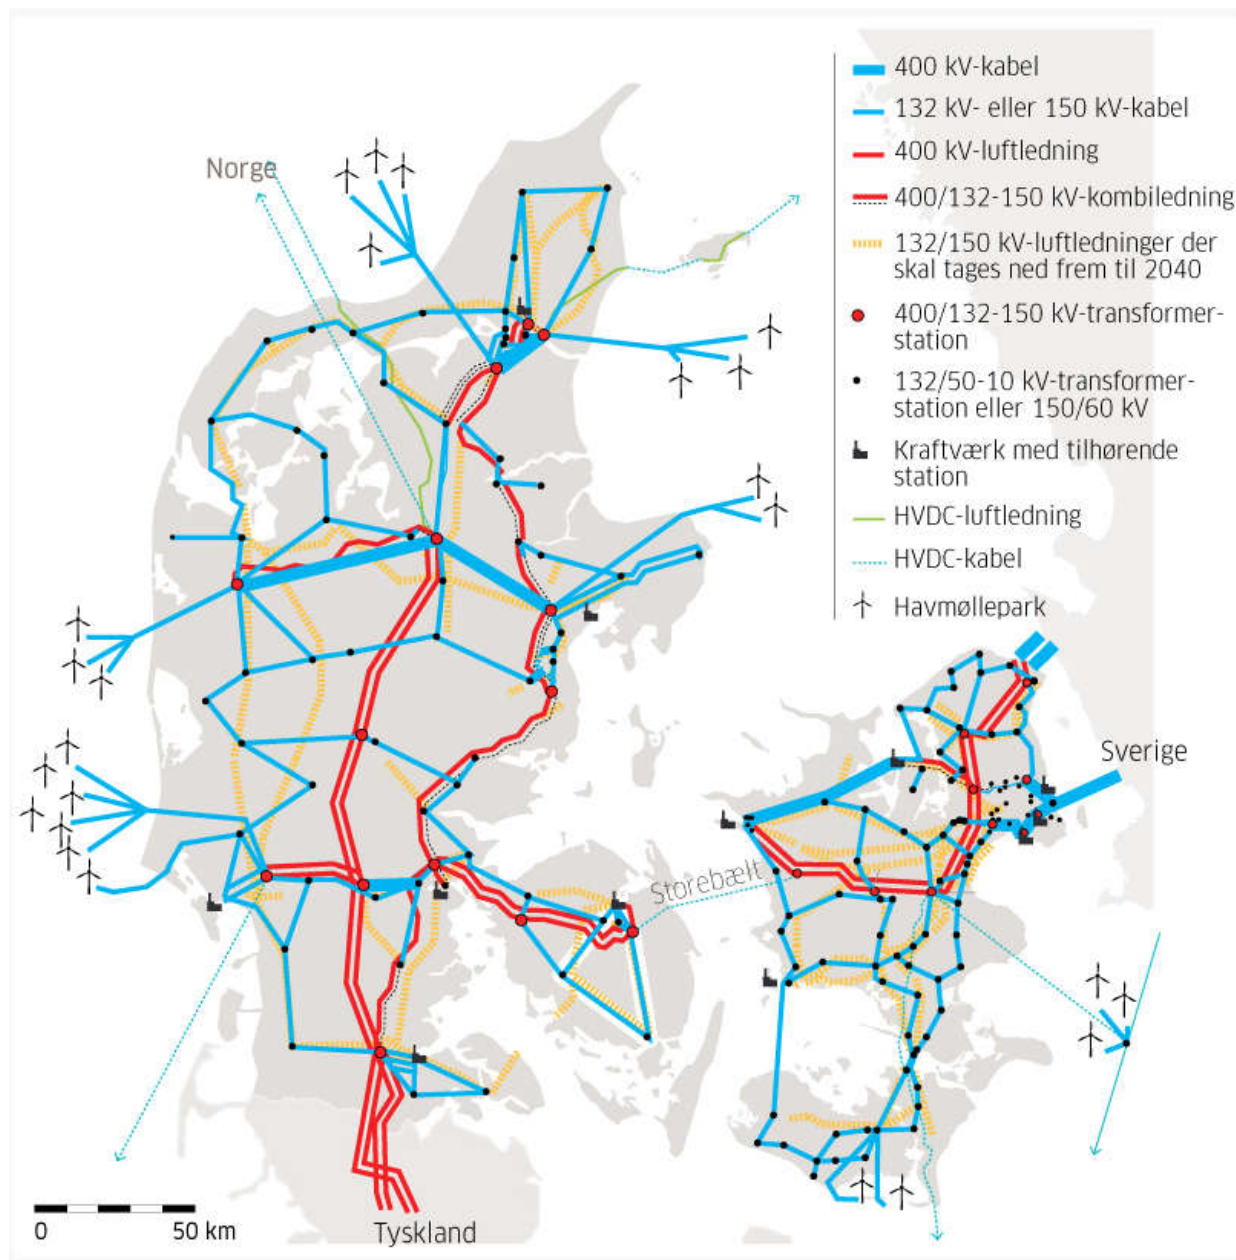 400 kV-kabel
132 kV- eller 150 kV-kabel
400 kV-luftledning
400/132-150 kV-kombiledning
132/150 kV-luftledninger der
skal tages ned frem til 2040
400/132-150 kV-transformer-
station
132/50-10 kV-transformer-
station eller 150/60 kV
Kraftværk med tilhørende
station
HVDC-luftledning
HVDC-kabel
Havmøllepark
Norge
Sverige
Storebælt
Tyskland
0 50 km